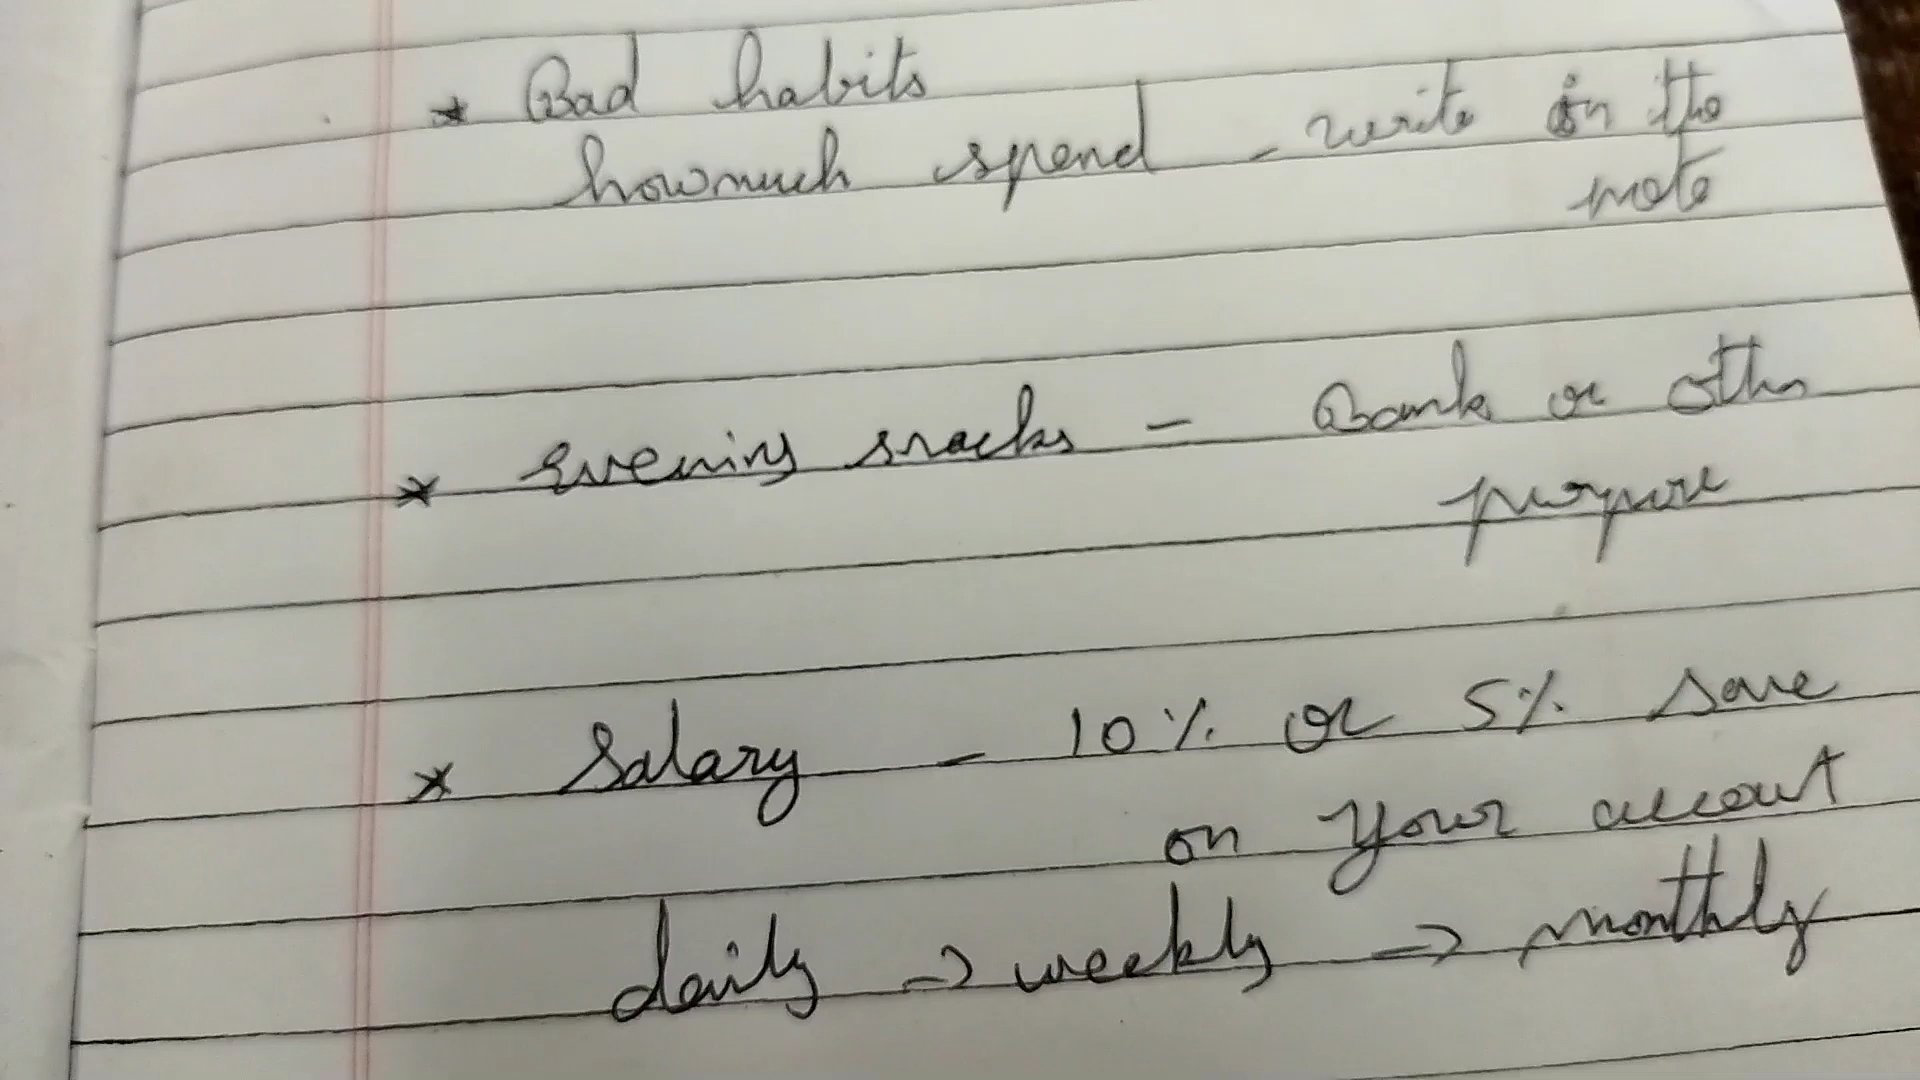 * Bad habits
howmuch spend - write in the
note
* Evening snacks - Bank or other
purpose
* Salary - 10% or 5% save
on your accout
daily -> weekly -> monthly